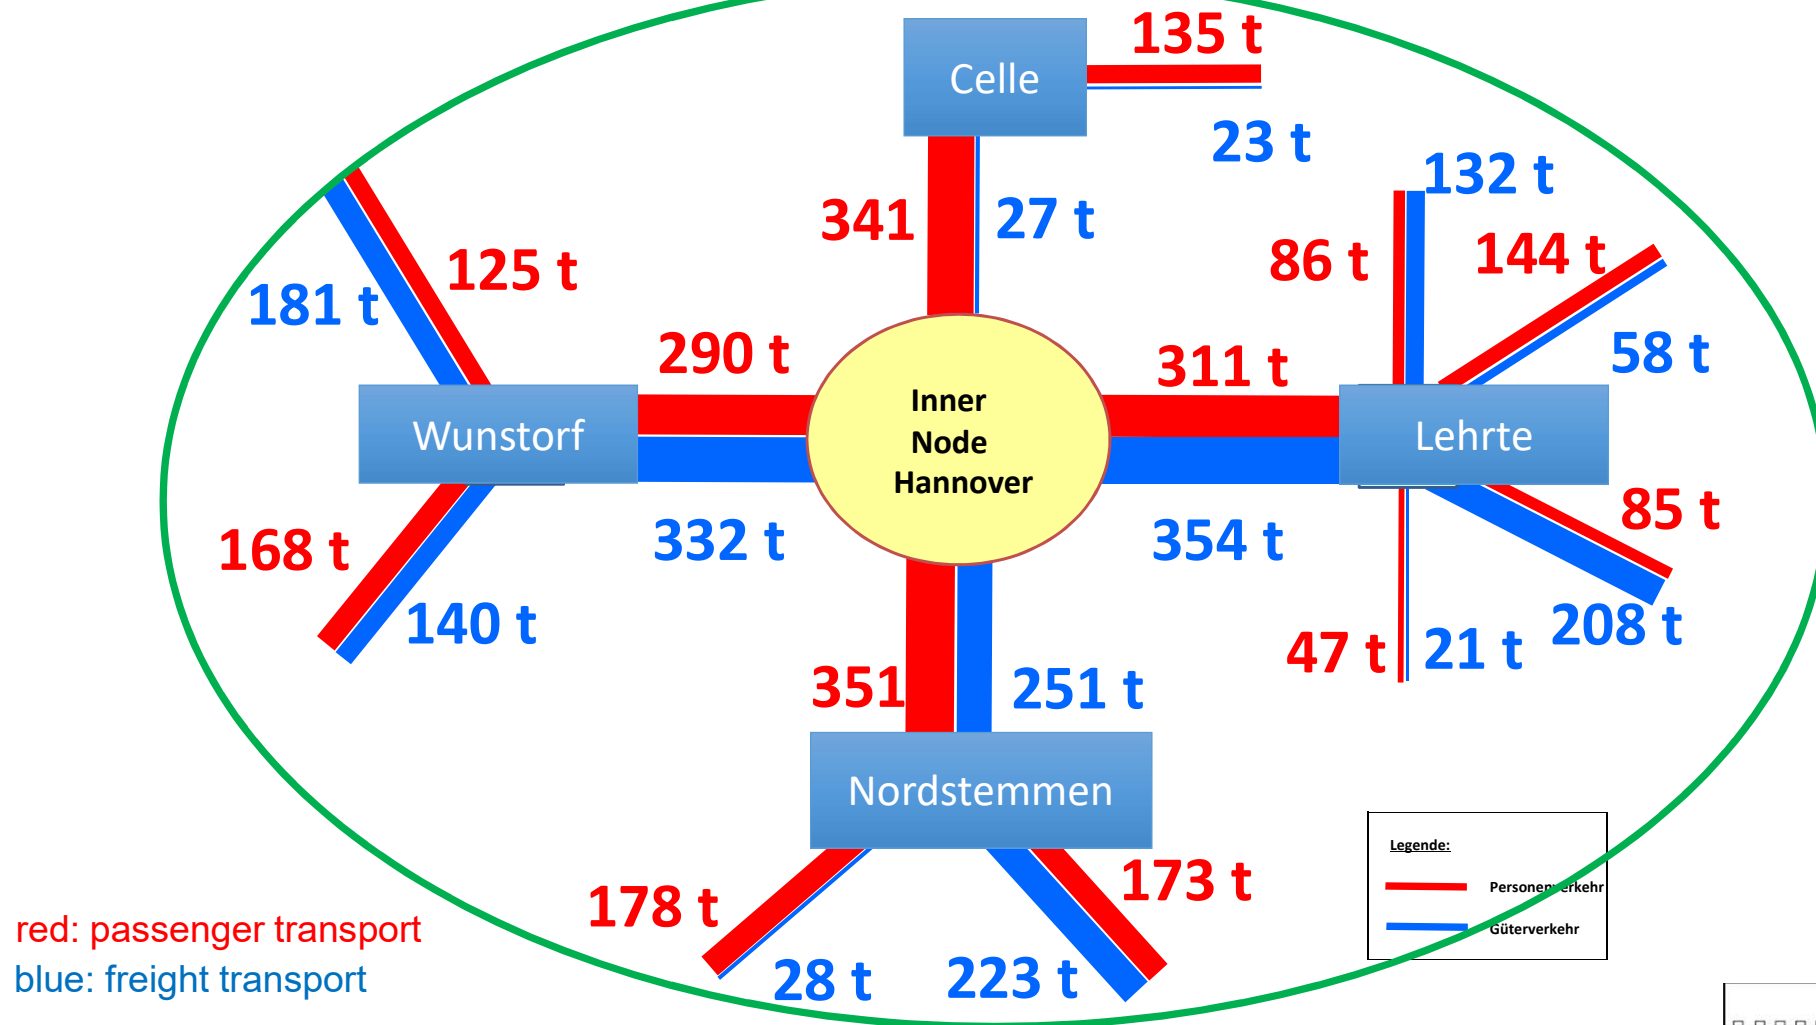 135 t
Celle
23 t
132 t
341
27 t
86 t
144 t
125 t
181 t
290 t
311 t
58 t
Inner
Node
Hannover
Wunstorf
Lehrte
85 t
168 t
332 t
354 t
140 t
47 t
21 t
208 t
351
251 t
Nordstemmen
Legende:
Personenverkehr
Güterverkehr
173 t
178 t
28 t
223 t
red: passenger transport
blue: freight transport